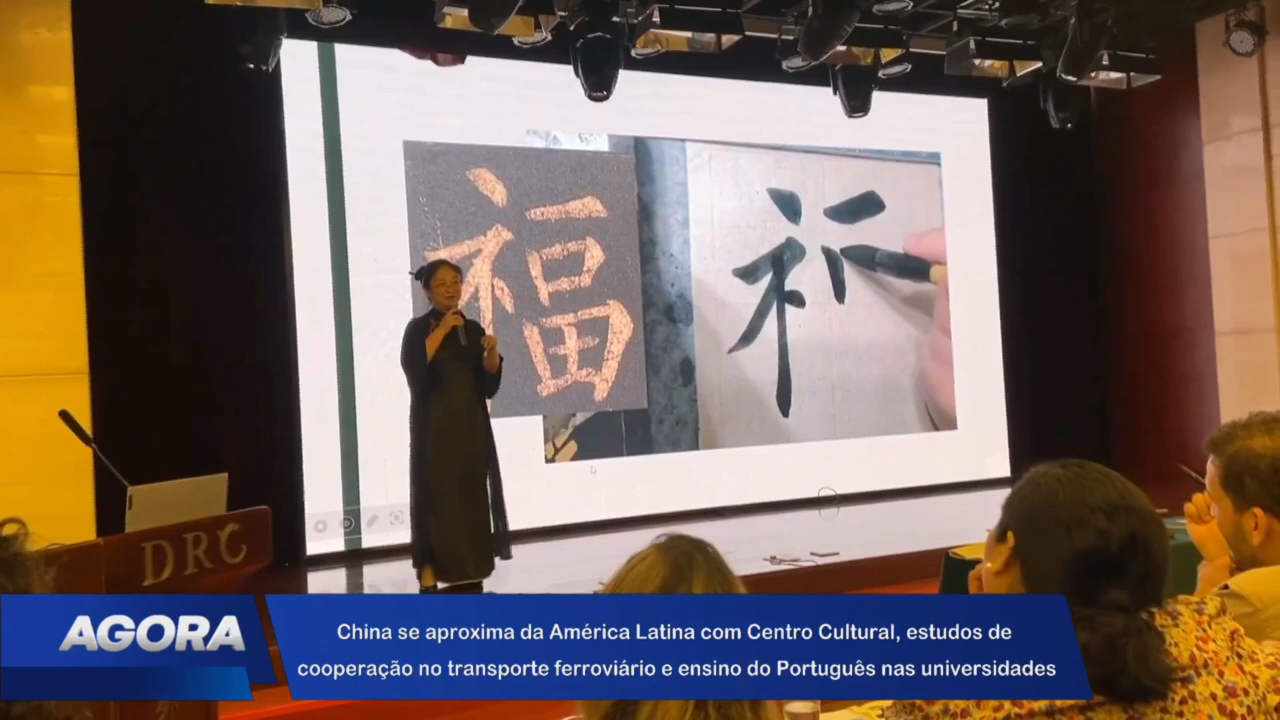 福
礻
DRC
AGORA
China se aproxima da América Latina com Centro Cultural, estudos de
cooperação no transporte ferroviário e ensino do Português nas universidades